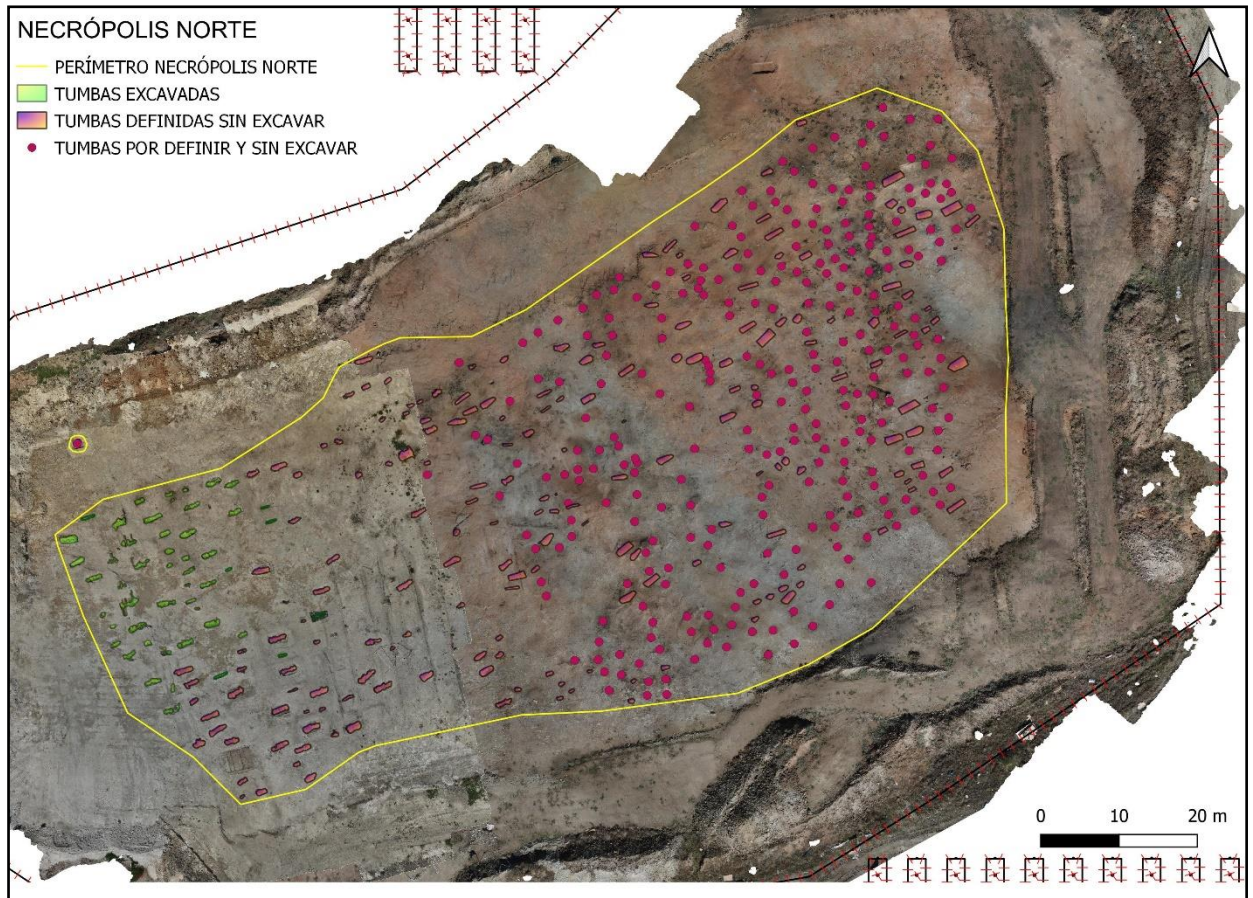 NECRÓPOLIS NORTE
PERÍMETRO NECRÓPOLIS NORTE
TUMBAS EXCAVADAS
TUMBAS DEFINIDAS SIN EXCAVAR
TUMBAS POR DEFINIR Y SIN EXCAVAR
0 10 20 m